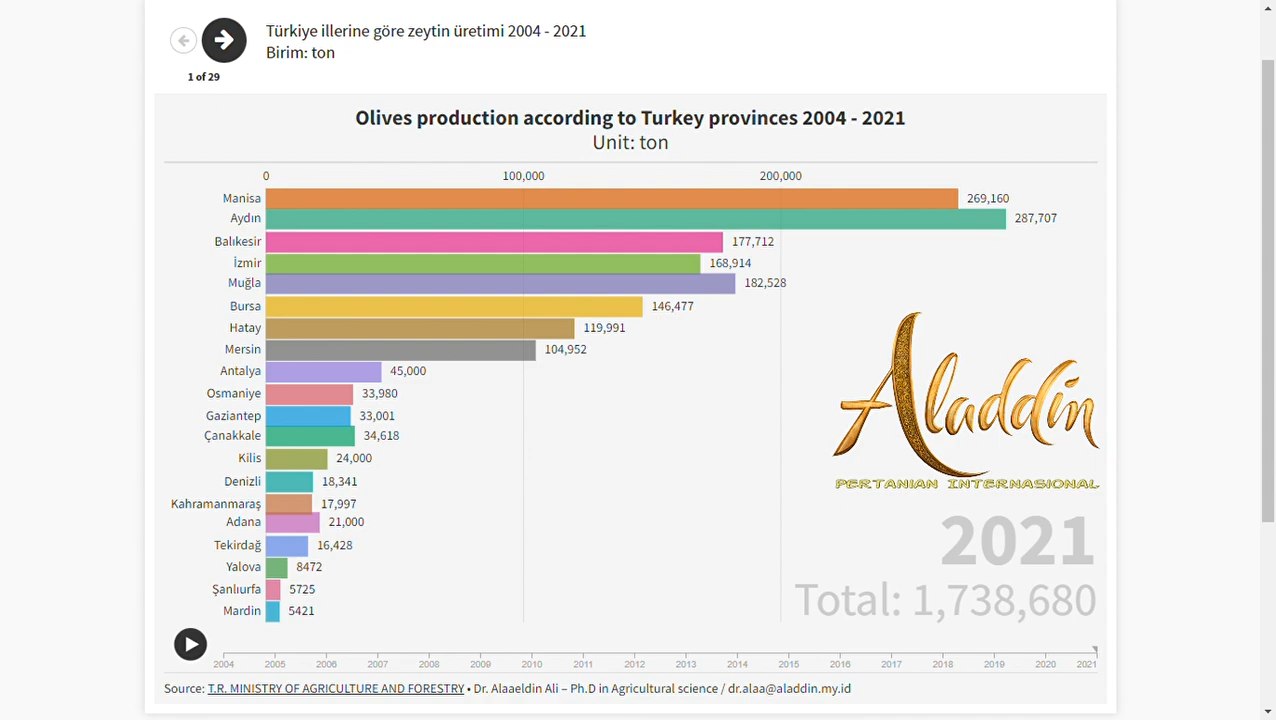 Türkiye illerine göre zeytin üretimi 2004 - 2021
Birim: ton
1 of 29
Olives production according to Turkey provinces 2004 - 2021
Unit: ton
0 100,000 200,000
Manisa 269,160
Aydın 287,707
Balıkesir 177,712
İzmir 168,914
Muğla 182,528
Bursa 146,477
Hatay 119,991
Mersin 104,952
Antalya 45,000
Osmaniye 33,980
Gaziantep 33,001
Çanakkale 34,618
Kilis 24,000
Denizli 18,341
Kahramanmaraş 17,997
Adana 21,000
Tekirdağ 16,428
Yalova 8472
Şanlıurfa 5725
Mardin 5421
Aladdin
PERTANIAN INTERNASIONAL
2021
Total: 1,738,680
2004 2005 2006 2007 2008 2009 2010 2011 2012 2013 2014 2015 2016 2017 2018 2019 2020 2021
Source: T.R. MINISTRY OF AGRICULTURE AND FORESTRY • Dr. Alaaeldin Ali – Ph.D in Agricultural science / dr.alaa@aladdin.my.id